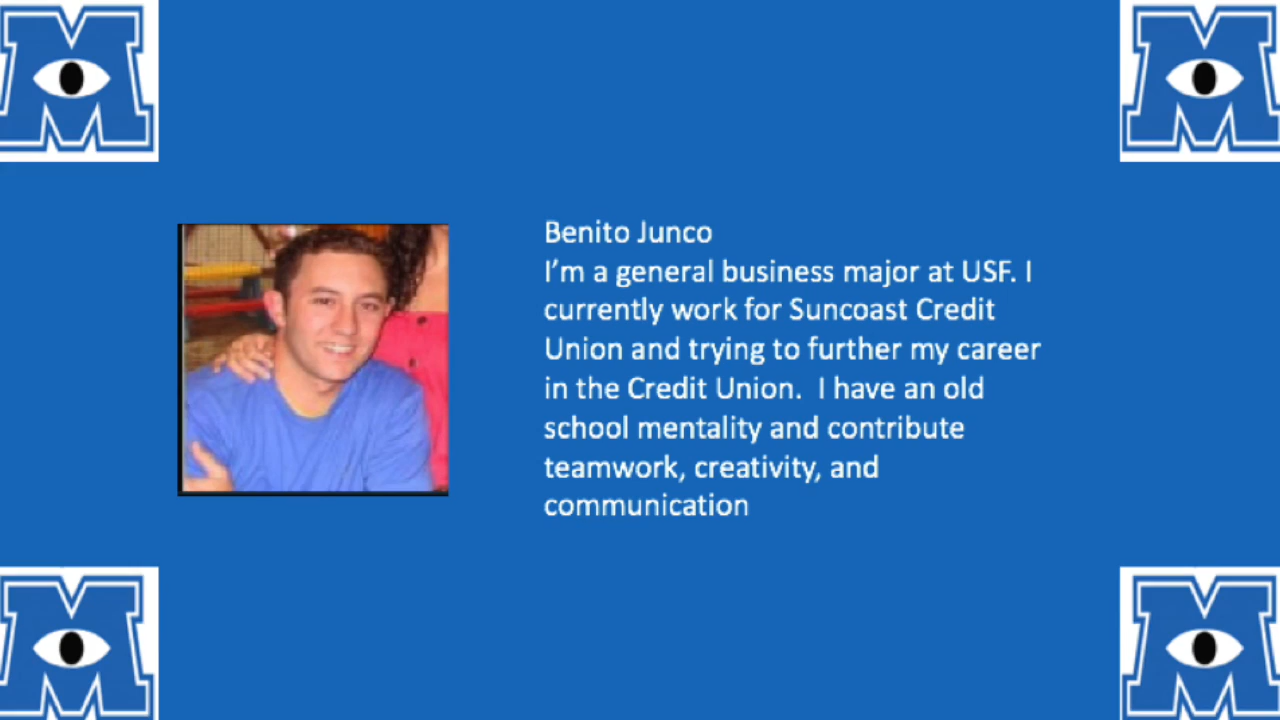 Benito Junco
I’m a general business major at USF. I
currently work for Suncoast Credit
Union and trying to further my career
in the Credit Union.  I have an old
school mentality and contribute
teamwork, creativity, and
communication